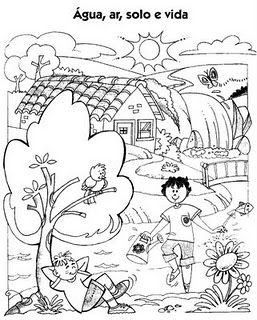 Água, ar, solo e vida